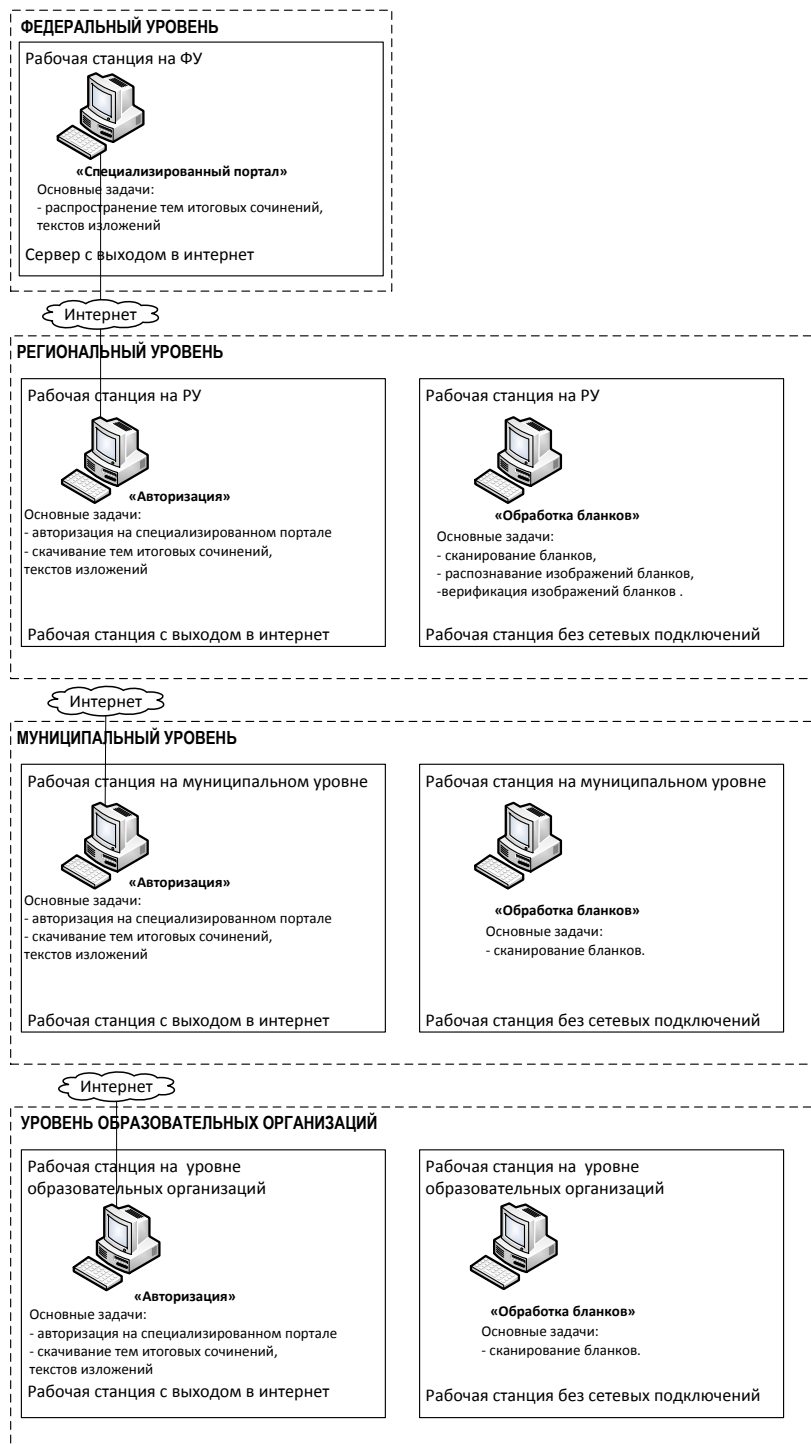 ФЕДЕРАЛЬНЫЙ УРОВЕНЬ
Рабочая станция на ФУ
«Специализированный портал»
Основные задачи:
- распространение тем итоговых сочинений,
текстов изложений
Сервер с выходом в интернет
Интернет
РЕГИОНАЛЬНЫЙ УРОВЕНЬ
Рабочая станция на РУ
«Авторизация»
Основные задачи:
- авторизация на специализированном портале
- скачивание тем итоговых сочинений,
текстов изложений
Рабочая станция с выходом в интернет
Рабочая станция на РУ
«Обработка бланков»
Основные задачи:
- сканирование бланков,
- распознавание изображений бланков,
-верификация изображений бланков .
Рабочая станция без сетевых подключений
Интернет
МУНИЦИПАЛЬНЫЙ УРОВЕНЬ
Рабочая станция на муниципальном уровне
«Авторизация»
Основные задачи:
- авторизация на специализированном портале
- скачивание тем итоговых сочинений,
текстов изложений
Рабочая станция с выходом в интернет
Рабочая станция на муниципальном уровне
«Обработка бланков»
Основные задачи:
- сканирование бланков.
Рабочая станция без сетевых подключений
Интернет
УРОВЕНЬ ОБРАЗОВАТЕЛЬНЫХ ОРГАНИЗАЦИЙ
Рабочая станция на уровне
образовательных организаций
«Авторизация»
Основные задачи:
- авторизация на специализированном портале
- скачивание тем итоговых сочинений,
текстов изложений
Рабочая станция с выходом в интернет
Рабочая станция на уровне
образовательных организаций
«Обработка бланков»
Основные задачи:
- сканирование бланков.
Рабочая станция без сетевых подключений